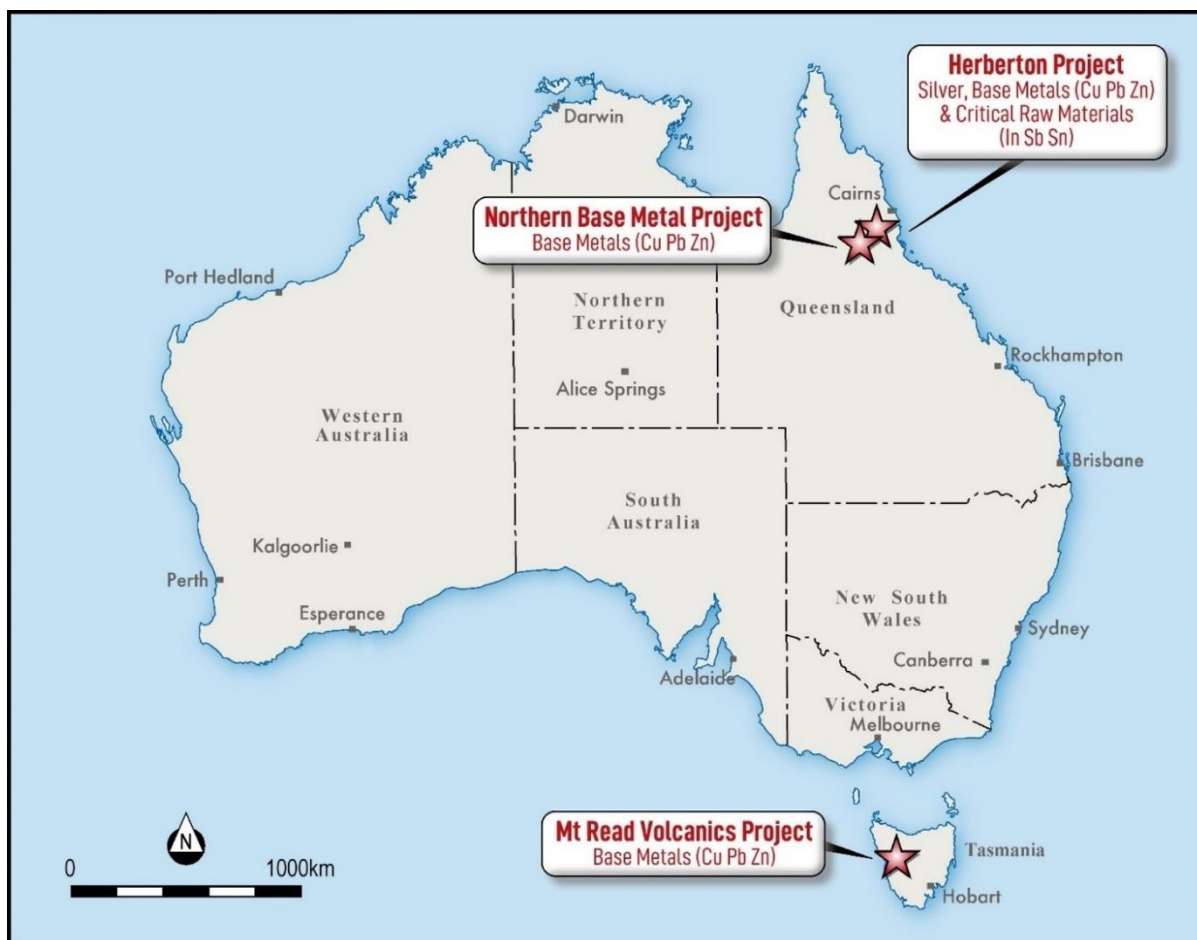 Herberton Project
Silver, Base Metals (Cu Pb Zn)
& Critical Raw Materials
(In Sb Sn)
Darwin
Cairns
Northern Base Metal Project
Base Metals (Cu Pb Zn)
Port Hedland
Northern
Territory
Queensland
Alice Springs
Rockhampton
Western
Australia
Brisbane
South
Australia
Kalgoorlie
Perth
Esperance
New South
Wales
Sydney
Canberra
Adelaide
Victoria
Melbourne
Mt Read Volcanics Project
Base Metals (Cu Pb Zn)
Tasmania
Hobart
N
0 1000km